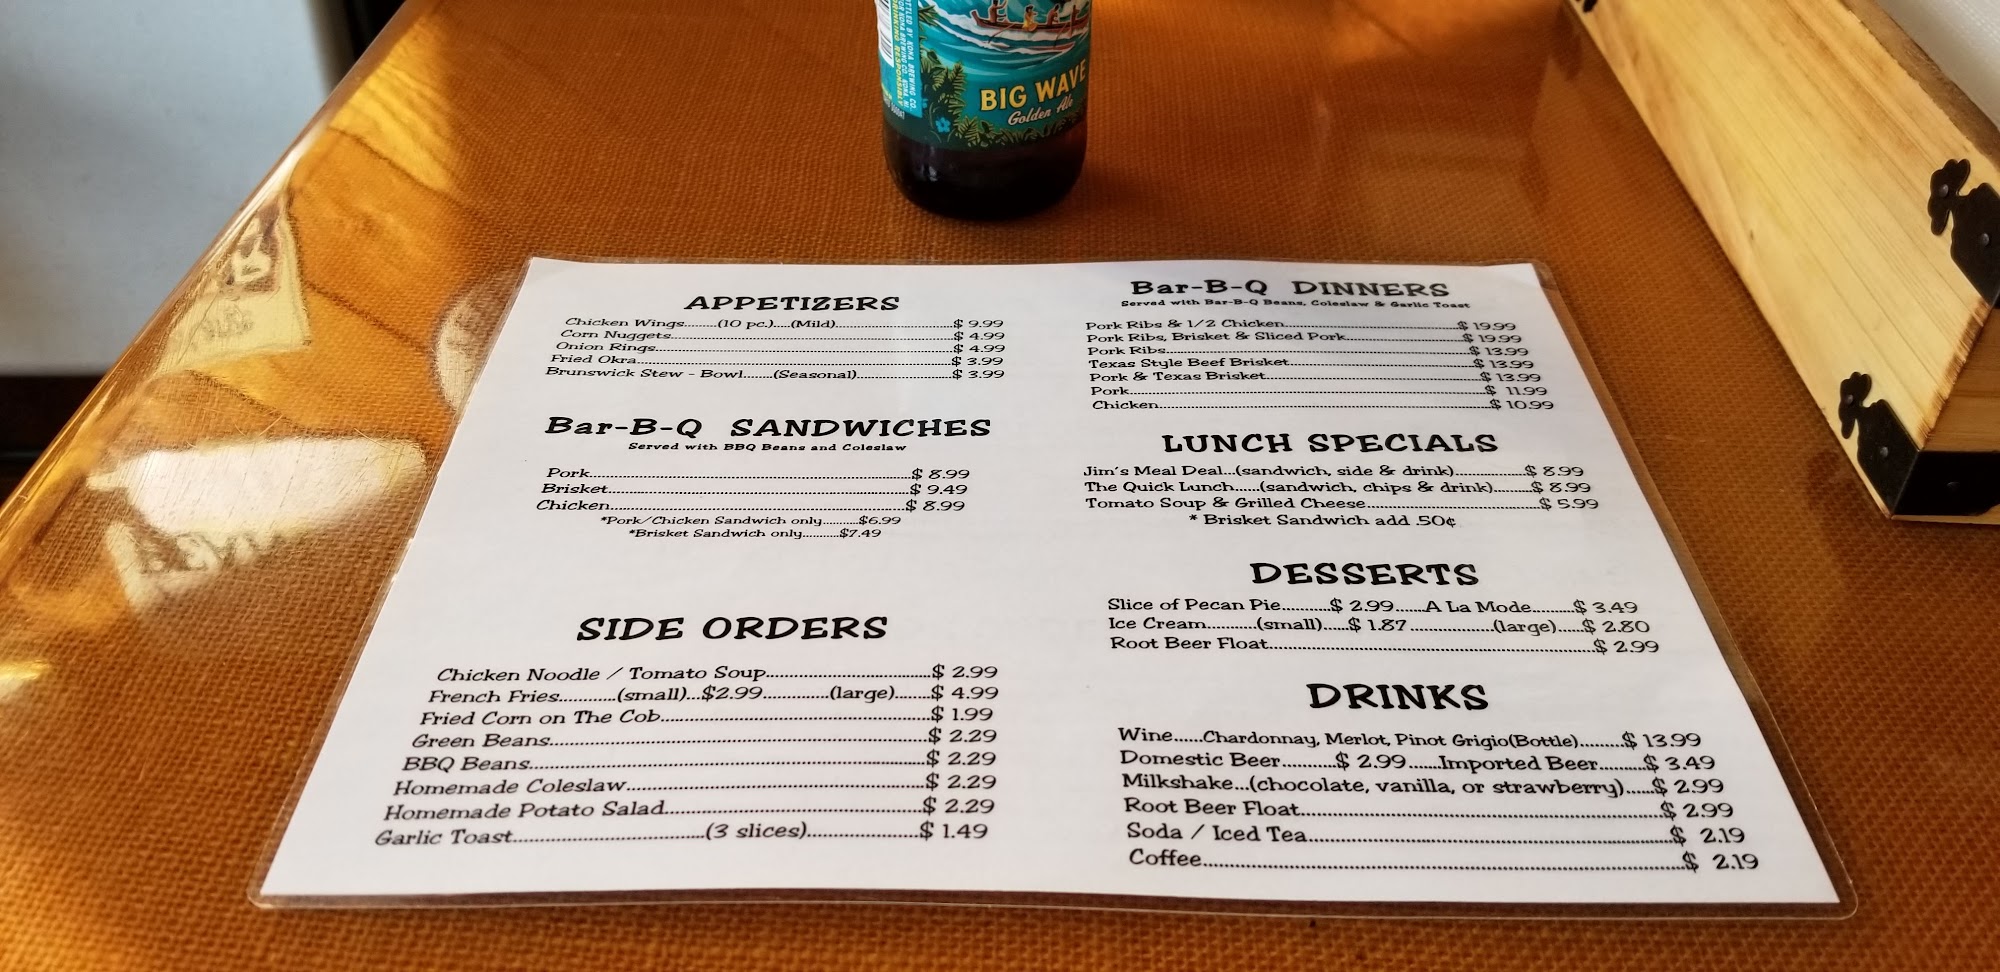 BIG WAVE
Golden Ale
APPETIZERS
Chicken Wings.........(10 pc.)....(Mild)..............................$ 9.99
Corn Nuggets..............................$ 4.99
Onion Rings..............................$ 4.99
Fried Okra..............................$ 3.99
Brunswick Stew - Bowl.......(Seasonal)..............................$ 3.99
Bar-B-Q SANDWICHES
Served with BBQ Beans and Coleslaw
Pork..............................$ 8.99
Brisket..............................$ 9.49
Chicken..............................$ 8.99
*Pork/Chicken Sandwich only..........$6.99
*Brisket Sandwich only..........$7.49
SIDE ORDERS
Chicken Noodle / Tomato Soup..............................$ 2.99
French Fries..........(small)...$2.99............(large).......$ 4.99
Fried Corn on The Cob..............................$ 1.99
Green Beans..............................$ 2.29
BBQ Beans..............................$ 2.29
Homemade Coleslaw..............................$ 2.29
Homemade Potato Salad..............................$ 2.29
Garlic Toast..............................(3 slices)....................$ 1.49
Bar-B-Q DINNERS
Served with Bar-B-Q Beans, Coleslaw & Garlic Toast
Pork Ribs & 1/2 Chicken..............................$ 19.99
Pork Ribs, Brisket & Sliced Pork..............................$ 19.99
Pork Ribs..............................$ 13.99
Texas Style Beef Brisket..............................$ 13.99
Pork & Texas Brisket..............................$ 13.99
Pork..............................$ 11.99
Chicken..............................$ 10.99
LUNCH SPECIALS
Jim's Meal Deal...(sandwich, side & drink)..............$ 8.99
The Quick Lunch.....(sandwich, chips & drink)........$ 8.99
Tomato Soup & Grilled Cheese..............................$ 5.99
* Brisket Sandwich add .50¢
DESSERTS
Slice of Pecan Pie..........$ 2.99......A La Mode.........$ 3.49
Ice Cream..........(small).....$ 1.87 ................(large).....$ 2.80
Root Beer Float..............................$ 2.99
DRINKS
Wine.....Chardonnay, Merlot, Pinot Grigio(Bottle).........$ 13.99
Domestic Beer..........$ 2.99......Imported Beer........$ 3.49
Milkshake...(chocolate, vanilla, or strawberry).....$ 2.99
Root Beer Float..............................$ 2.99
Soda / Iced Tea..............................$ 2.19
Coffee..............................$ 2.19